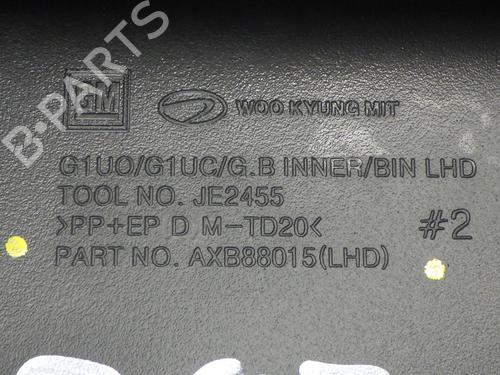 GM
WOO KYUNG MIT
G1UO/G1UC/G.B INNER/BIN LHD
TOOL NO. JE2455
>PP+EP D M-TD20<
#2
PART NO. AXB88015(LHD)
B-PARTS